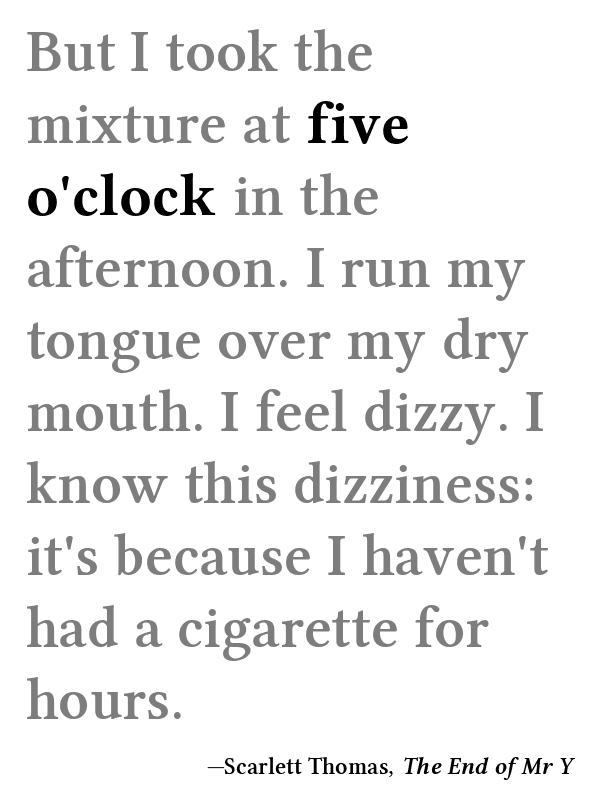 But I took the
mixture at five
o'clock in the
afternoon. I run my
tongue over my dry
mouth. I feel dizzy. I
know this dizziness:
it's because I haven't
had a cigarette for
hours.
—Scarlett Thomas, The End of Mr Y